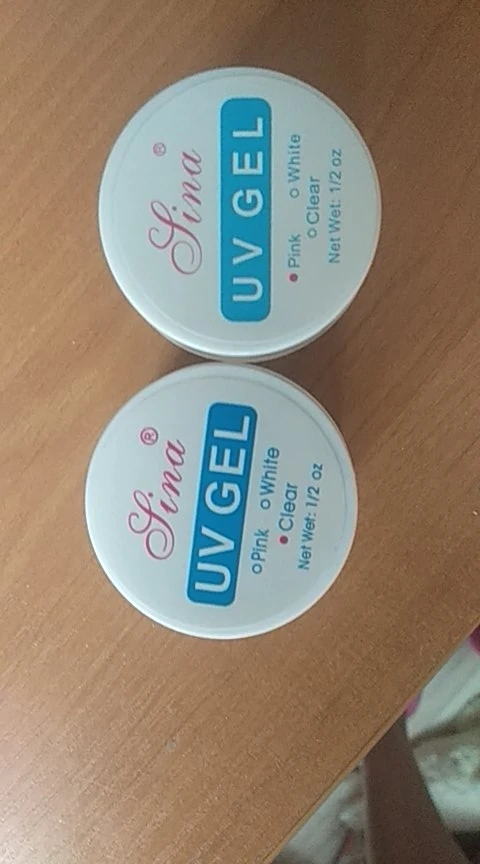 Sina®
UV GEL
● Pink ○ White
○ Clear
Net Wet: 1/2 oz
Sina®
UV GEL
○ Pink ○ White
● Clear
Net Wet: 1/2 oz